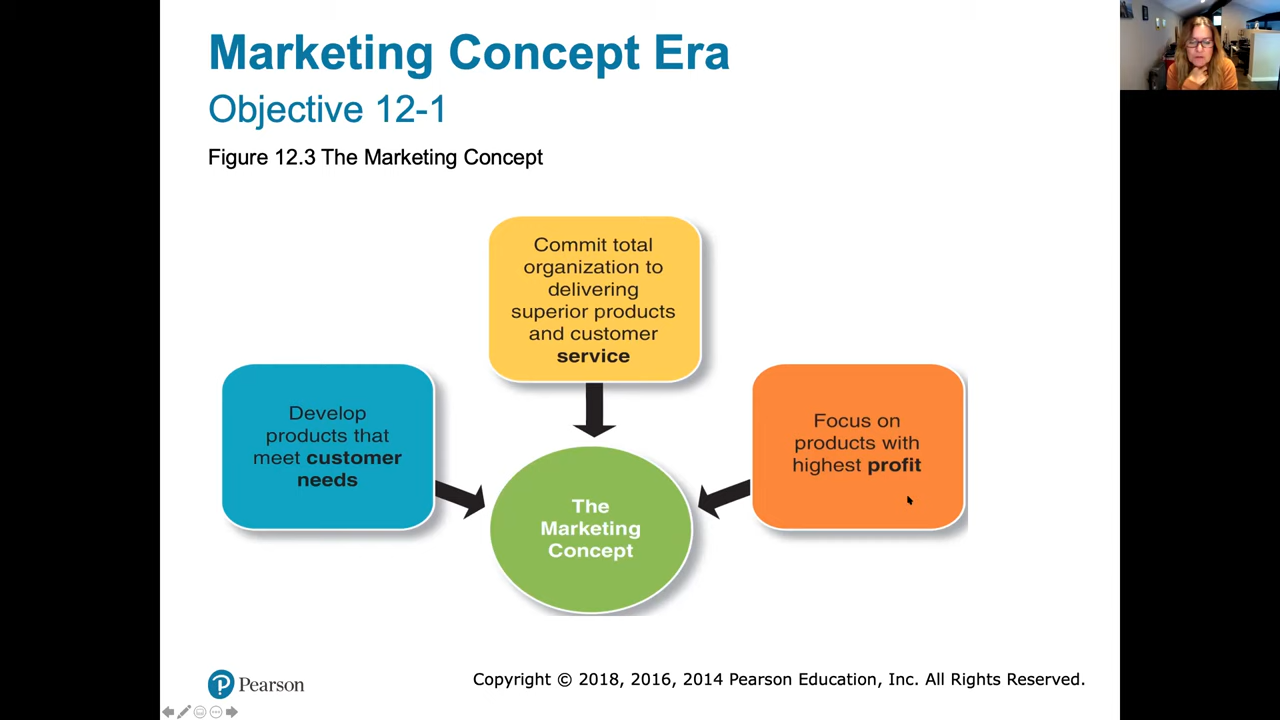 Marketing Concept Era
Objective 12-1
Figure 12.3 The Marketing Concept
Commit total
organization to
delivering
superior products
and customer
service
Develop
products that
meet customer
needs
Focus on
products with
highest profit
The
Marketing
Concept
Pearson
Copyright © 2018, 2016, 2014 Pearson Education, Inc. All Rights Reserved.